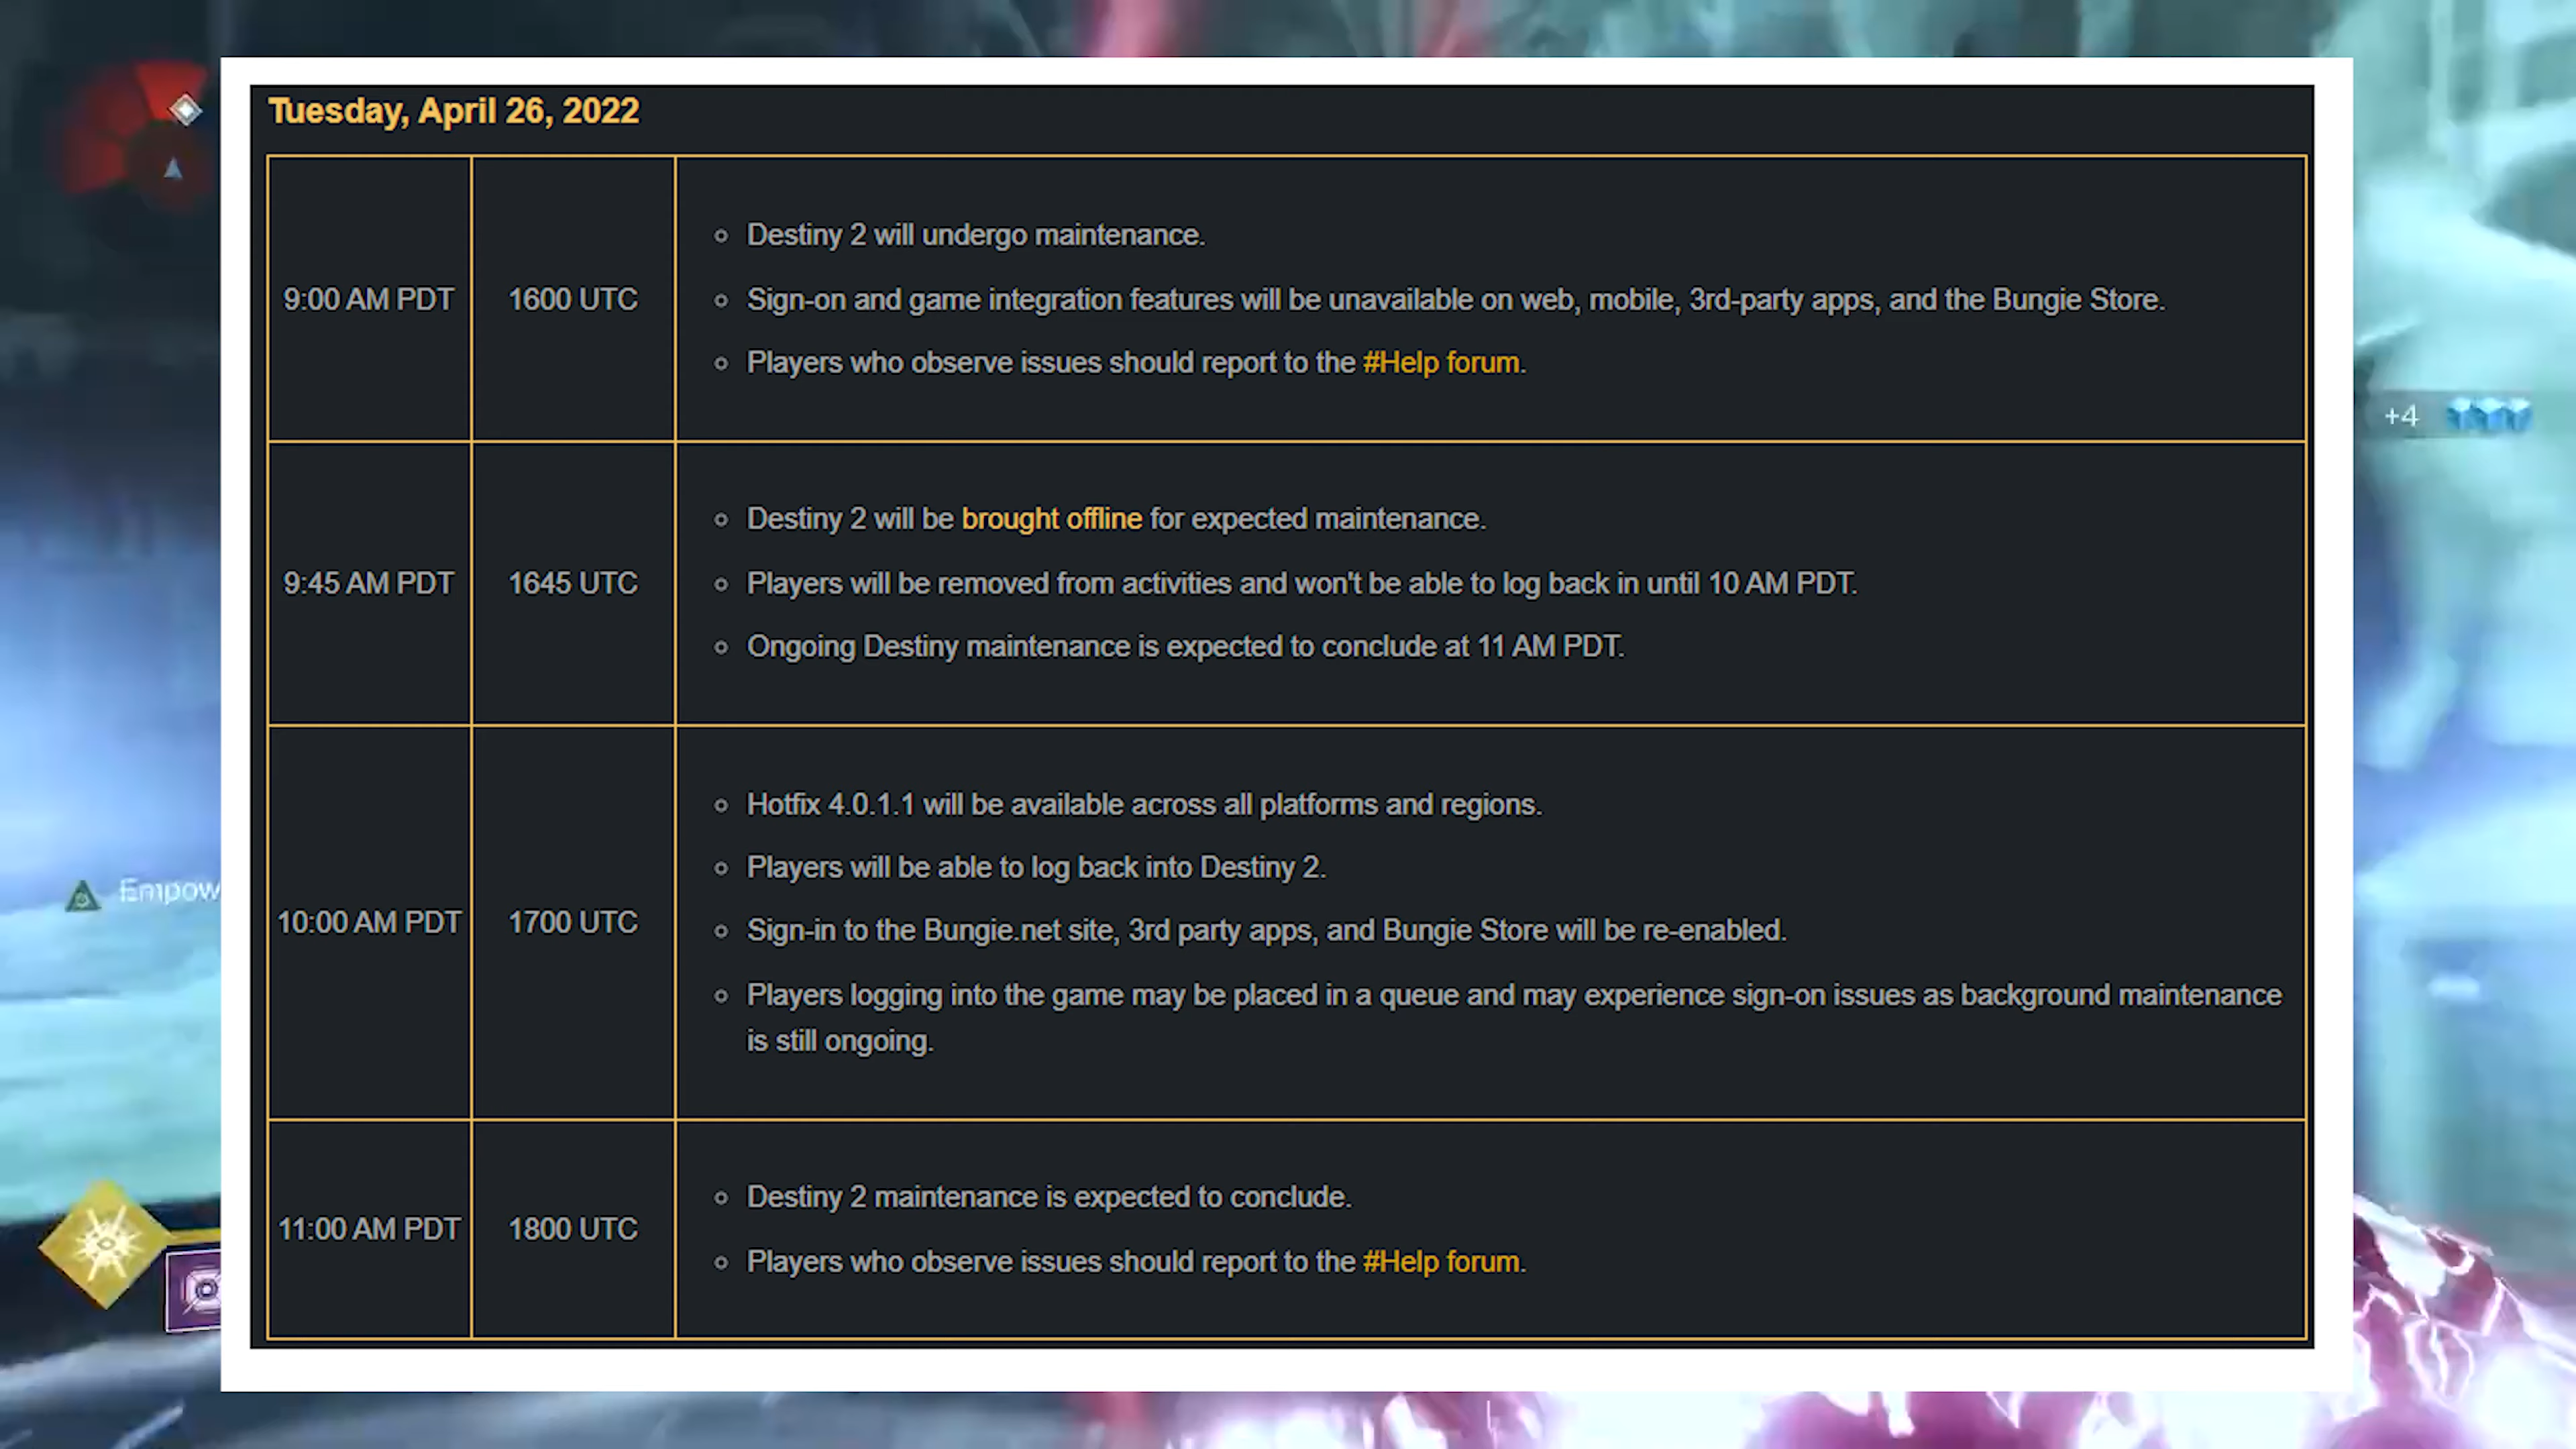 Tuesday, April 26, 2022
9:00 AM PDT
1600 UTC
Destiny 2 will undergo maintenance.
Sign-on and game integration features will be unavailable on web, mobile, 3rd-party apps, and the Bungie Store.
Players who observe issues should report to the #Help forum.
9:45 AM PDT
1645 UTC
Destiny 2 will be brought offline for expected maintenance.
Players will be removed from activities and won't be able to log back in until 10 AM PDT.
Ongoing Destiny maintenance is expected to conclude at 11 AM PDT.
10:00 AM PDT
1700 UTC
Hotfix 4.0.1.1 will be available across all platforms and regions.
Players will be able to log back into Destiny 2.
Sign-in to the Bungie.net site, 3rd party apps, and Bungie Store will be re-enabled.
Players logging into the game may be placed in a queue and may experience sign-on issues as background maintenance
is still ongoing.
11:00 AM PDT
1800 UTC
Destiny 2 maintenance is expected to conclude.
Players who observe issues should report to the #Help forum.
+4
Empow